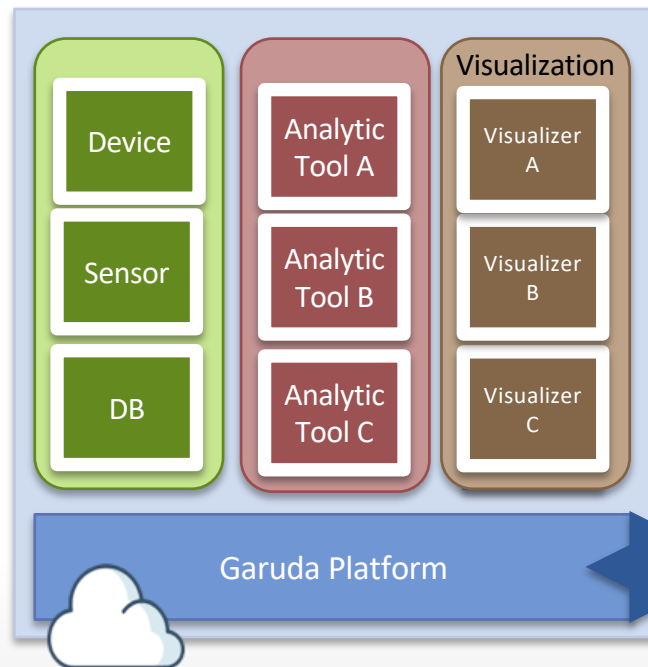 Visualization
Device
Sensor
DB
Analytic
Tool A
Analytic
Tool B
Analytic
Tool C
Visualizer
A
Visualizer
B
Visualizer
C
Garuda Platform